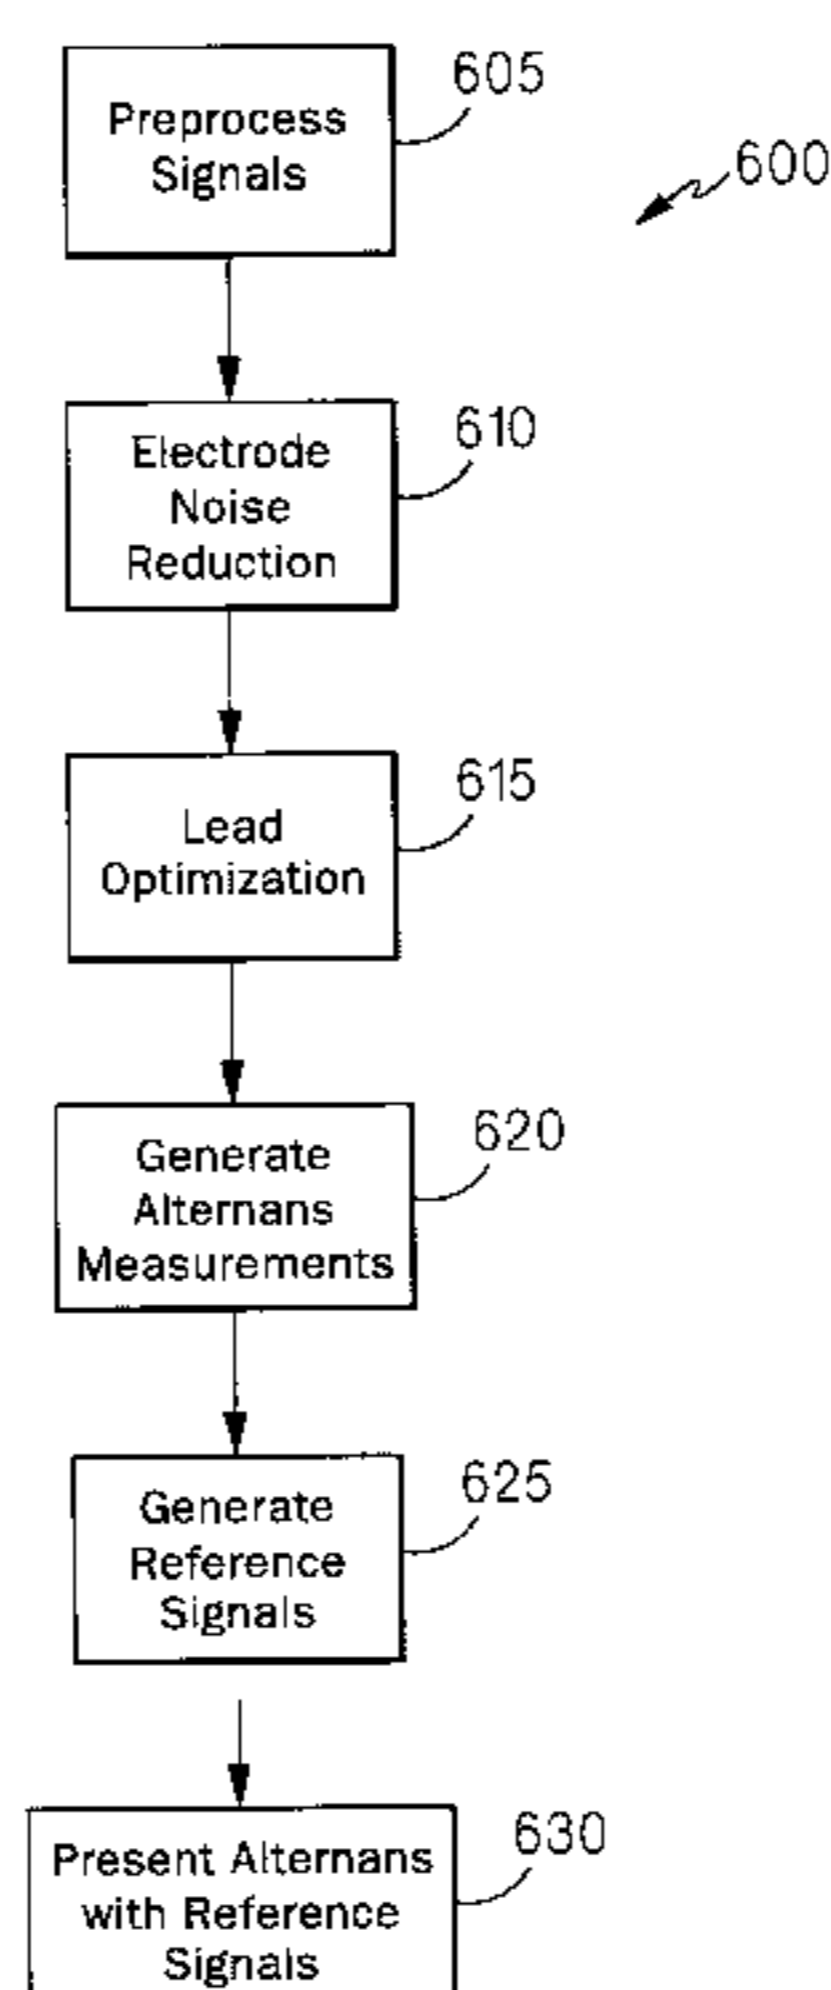 605
Preprocess
Signals
600
610
Electrode
Noise
Reduction
615
Lead
Optimization
620
Generate
Alternans
Measurements
625
Generate
Reference
Signals
630
Present Alternans
with Reference
Signals